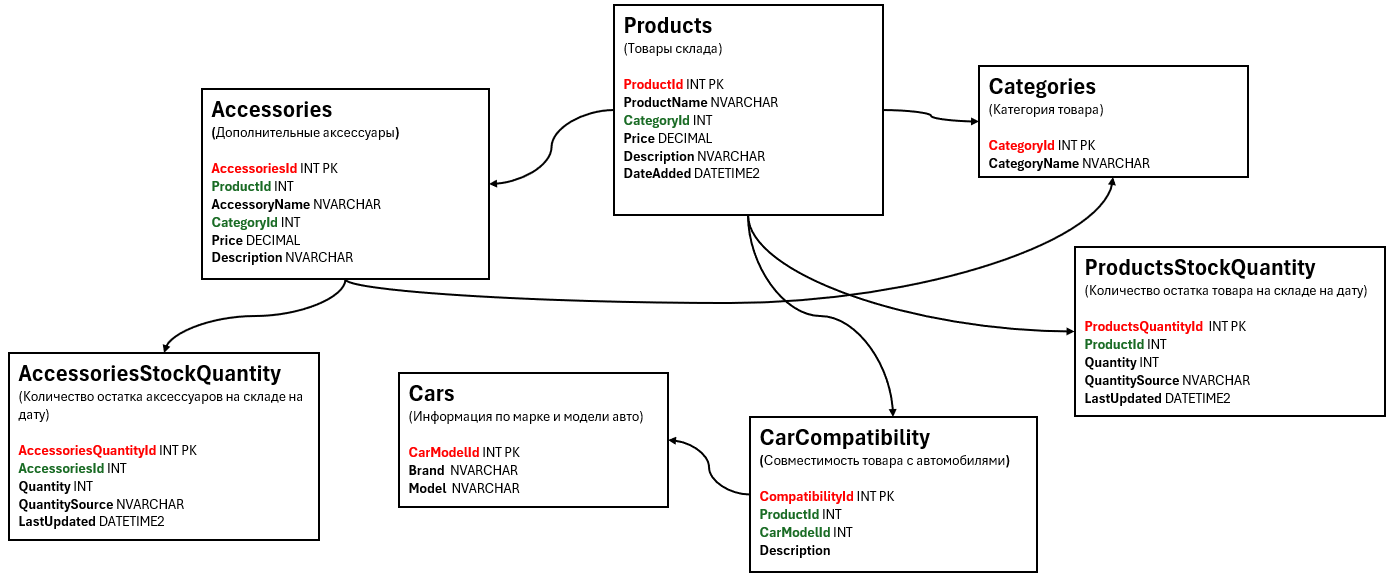 Products
(Товары склада)
ProductId INT PK
ProductName NVARCHAR
CategoryId INT
Price DECIMAL
Description NVARCHAR
DateAdded DATETIME2
Categories
(Категория товара)
CategoryId INT PK
CategoryName NVARCHAR
Accessories
(Дополнительные аксессуары)
AccessoriesId INT PK
ProductId INT
AccessoryName NVARCHAR
CategoryId INT
Price DECIMAL
Description NVARCHAR
ProductsStockQuantity
(Количество остатка товара на складе на дату)
ProductsQuantityId INT PK
ProductId INT
Quantity INT
QuantitySource NVARCHAR
LastUpdated DATETIME2
AccessoriesStockQuantity
(Количество остатка аксессуаров на складе на
дату)
AccessoriesQuantityId INT PK
AccessoriesId INT
Quantity INT
QuantitySource NVARCHAR
LastUpdated DATETIME2
Cars
(Информация по марке и модели авто)
CarModelId INT PK
Brand NVARCHAR
Model NVARCHAR
CarCompatibility
(Совместимость товара с автомобилями)
CompatibilityId INT PK
ProductId INT
CarModelId INT
Description